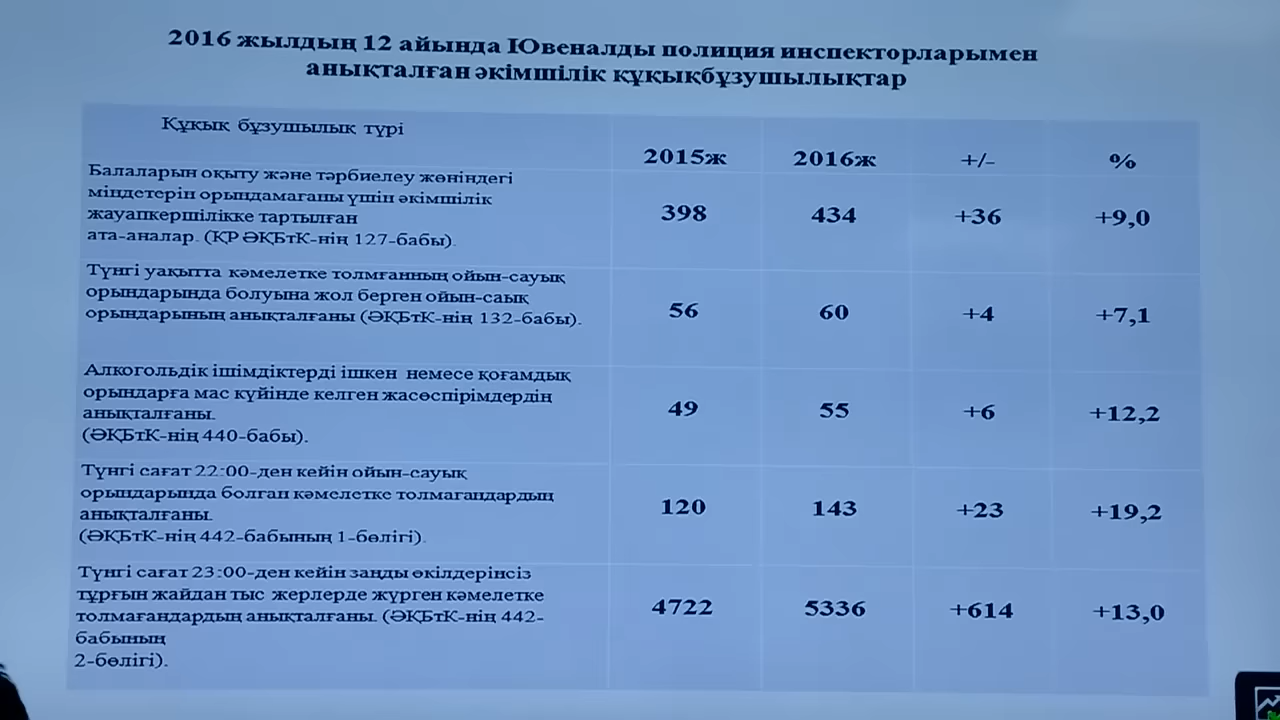 2016 жылдың 12 айында Ювеналды полиция инспекторларымен
анықталған әкімшілік құқықбұзушылықтар
Құқық бұзушылық түрі
2015ж
2016ж
+/-
%
Балаларын оқыту және тәрбиелеу жөніндегі
міндетерін орындамағаны үшін әкімшілік
жауапкершілікке тартылған
ата-аналар. (ҚР ӘҚБтК-нің 127-бабы).
398
434
+36
+9,0
Түнгі уақытта кәмелетке толмғанның ойын-сауық
орындарында болуына жол берген ойын-саық
орындарының анықталғаны (ӘҚБтК-нің 132-бабы).
56
60
+4
+7,1
Алкогольдік ішімдіктерді ішкен немесе қоғамдық
орындарға мас күйінде келген жасөспірімдердің
анықталғаны.
(ӘҚБтК-нің 440-бабы).
49
55
+6
+12,2
Түнгі сағат 22:00-ден кейін ойын-сауық
орындарында болған кәмелетке толмағандардың
анықталғаны.
(ӘҚБтК-нің 442-бабының 1-бөлігі).
120
143
+23
+19,2
Түнгі сағат 23:00-ден кейін заңды өкілдерінсіз
тұрғын жайдан тыс жерлерде жүрген кәмелетке
толмағандардың анықталғаны. (ӘҚБтК-нің 442-
бабының
2-бөлігі).
4722
5336
+614
+13,0